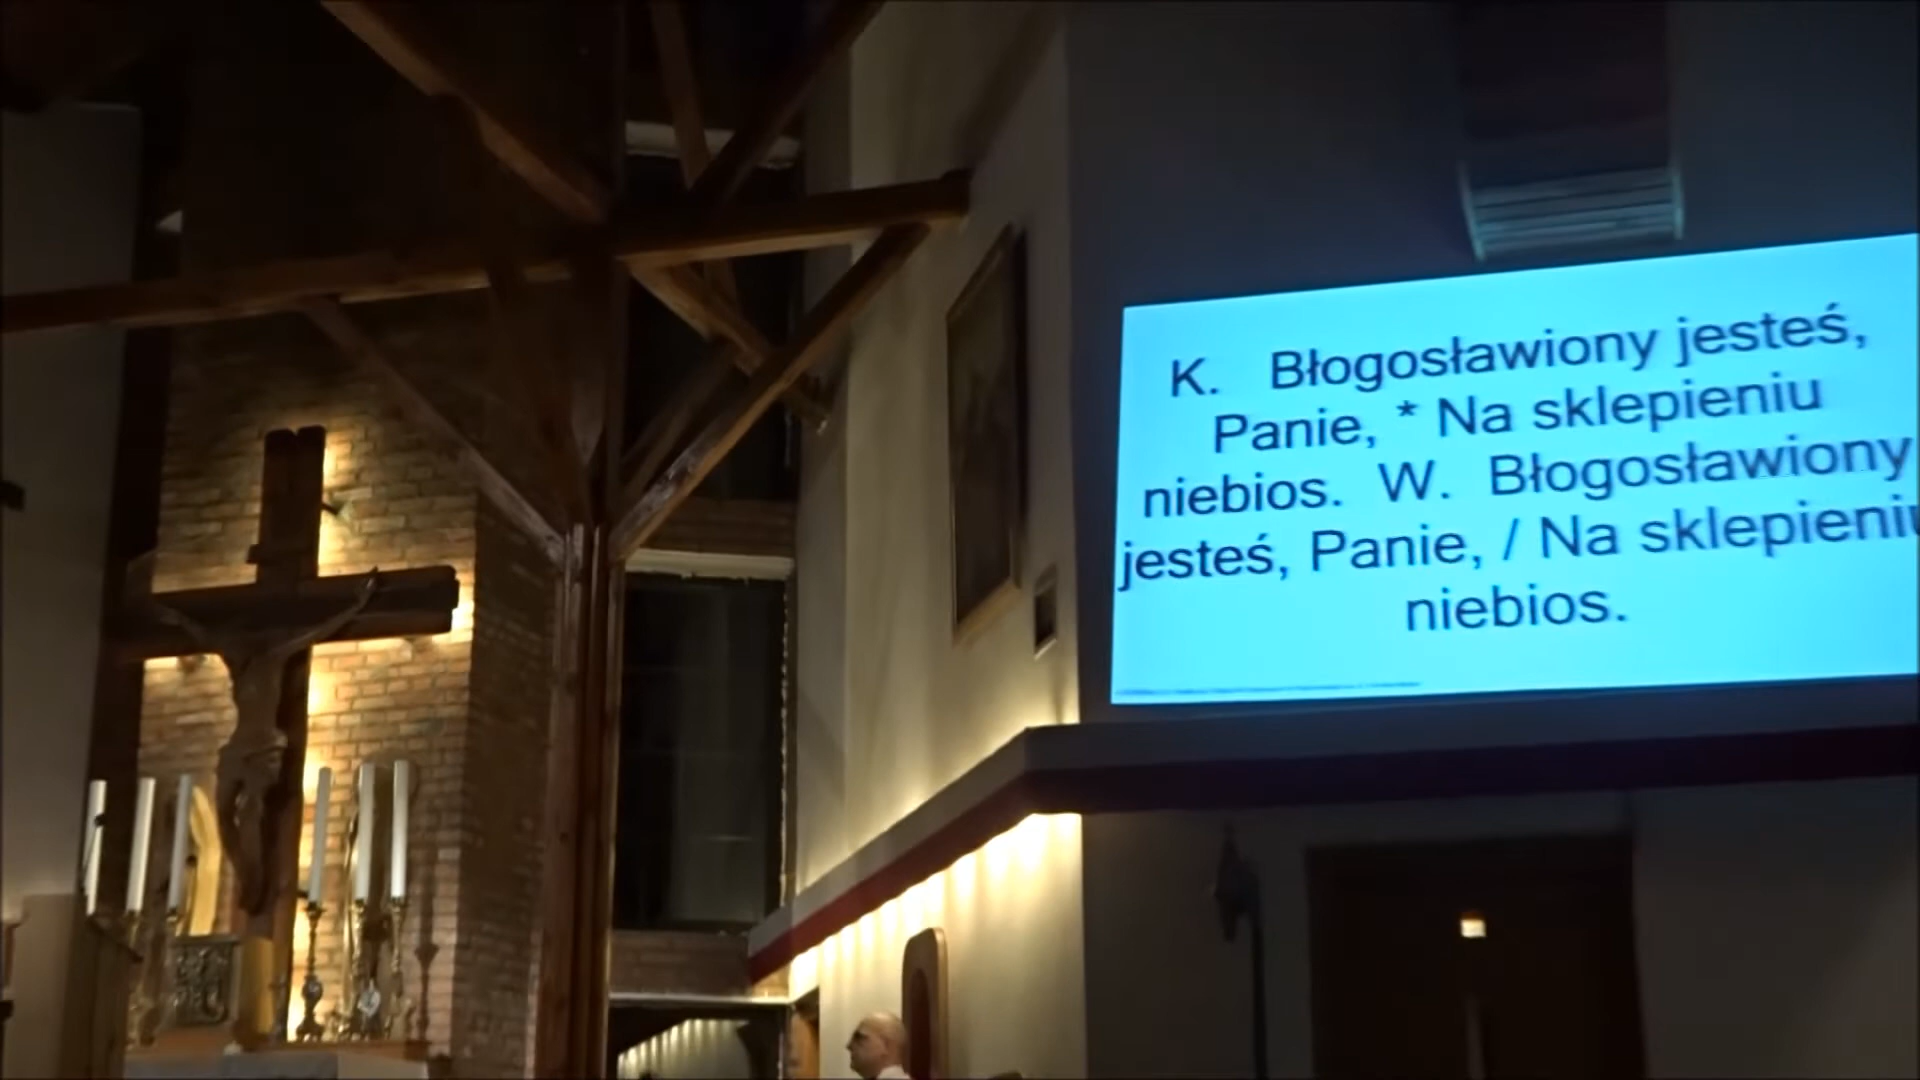 K. Błogosławiony jesteś,
Panie, * Na sklepieniu
niebios. W. Błogosławiony
jesteś, Panie, / Na sklepieniu
niebios.